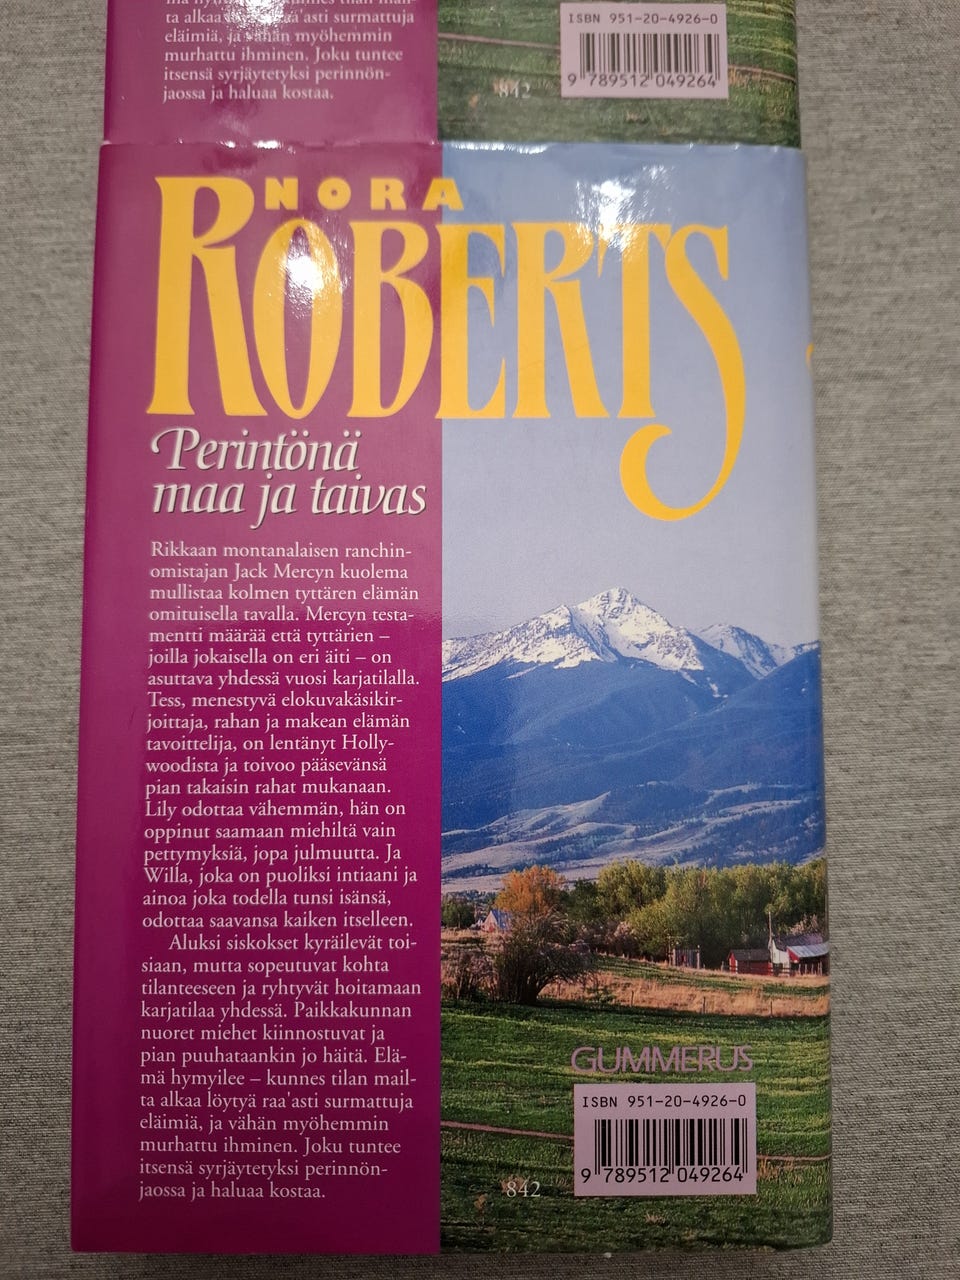 ta alkaa löytyä raa'asti surmattuja
eläimiä, ja vähän myöhemmin
murhattu ihminen. Joku tuntee
itsensä syrjäytetyksi perinnön-
jaossa ja haluaa kostaa.
842
ISBN 951-20-4926-0
9 789512 049264
NORA
ROBERTS
Perintönä
maa ja taivas
Rikkaan montanalaisen ranchin-
omistajan Jack Mercyn kuolema
mullistaa kolmen tyttären elämän
omituisella tavalla. Mercyn testa-
mentti määrää että tyttärien –
joilla jokaisella on eri äiti – on
asuttava yhdessä vuosi karjatilalla.
Tess, menestyvä elokuvakäsikir-
joittaja, rahan ja makean elämän
tavoittelija, on lentänyt Holly-
woodista ja toivoo pääsevänsä
pian takaisin rahat mukanaan.
Lily odottaa vähemmän, hän on
oppinut saamaan miehiltä vain
pettymyksiä, jopa julmuutta. Ja
Willa, joka on puoliksi intiaani ja
ainoa joka todella tunsi isänsä,
odottaa saavansa kaiken itselleen.
Aluksi siskokset kyräilevät toi-
siaan, mutta sopeutuvat kohta
tilanteeseen ja ryhtyvät hoitamaan
karjatilaa yhdessä. Paikkakunnan
nuoret miehet kiinnostuvat ja
pian puuhataankin jo häitä. Elä-
mä hymyilee – kunnes tilan mail-
ta alkaa löytyä raa'asti surmattuja
eläimiä, ja vähän myöhemmin
murhattu ihminen. Joku tuntee
itsensä syrjäytetyksi perinnön-
jaossa ja haluaa kostaa.
842
GUMMERUS
ISBN 951-20-4926-0
9 789512 049264